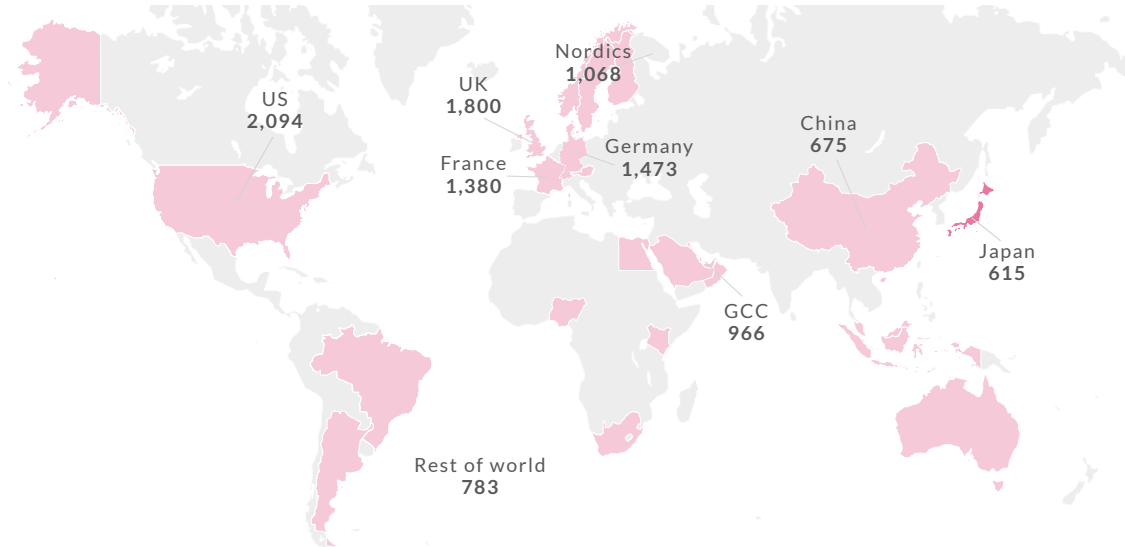 Nordics
1,068
UK
1,800
US
2,094
China
675
Germany
1,473
France
1,380
Japan
615
GCC
966
Rest of world
783